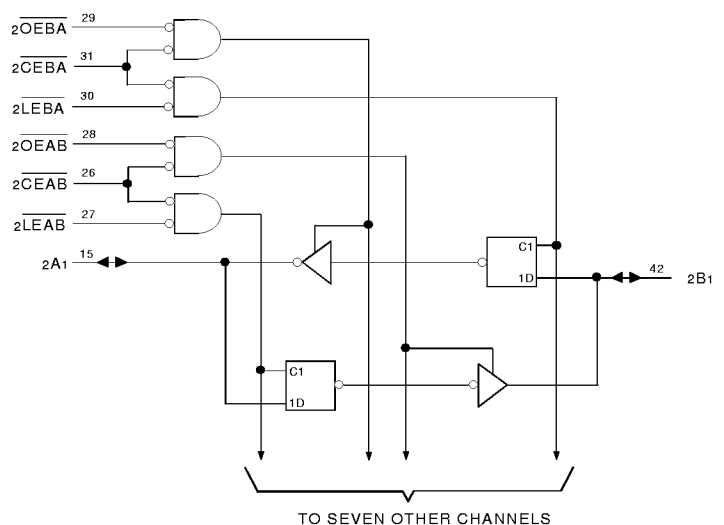 2OEBA 29
2CEBA 31
2LEBA 30
2OEAB 28
2CEAB 26
2LEAB 27
2A1 15
C1
1D
42 2B1
C1
1D
TO SEVEN OTHER CHANNELS